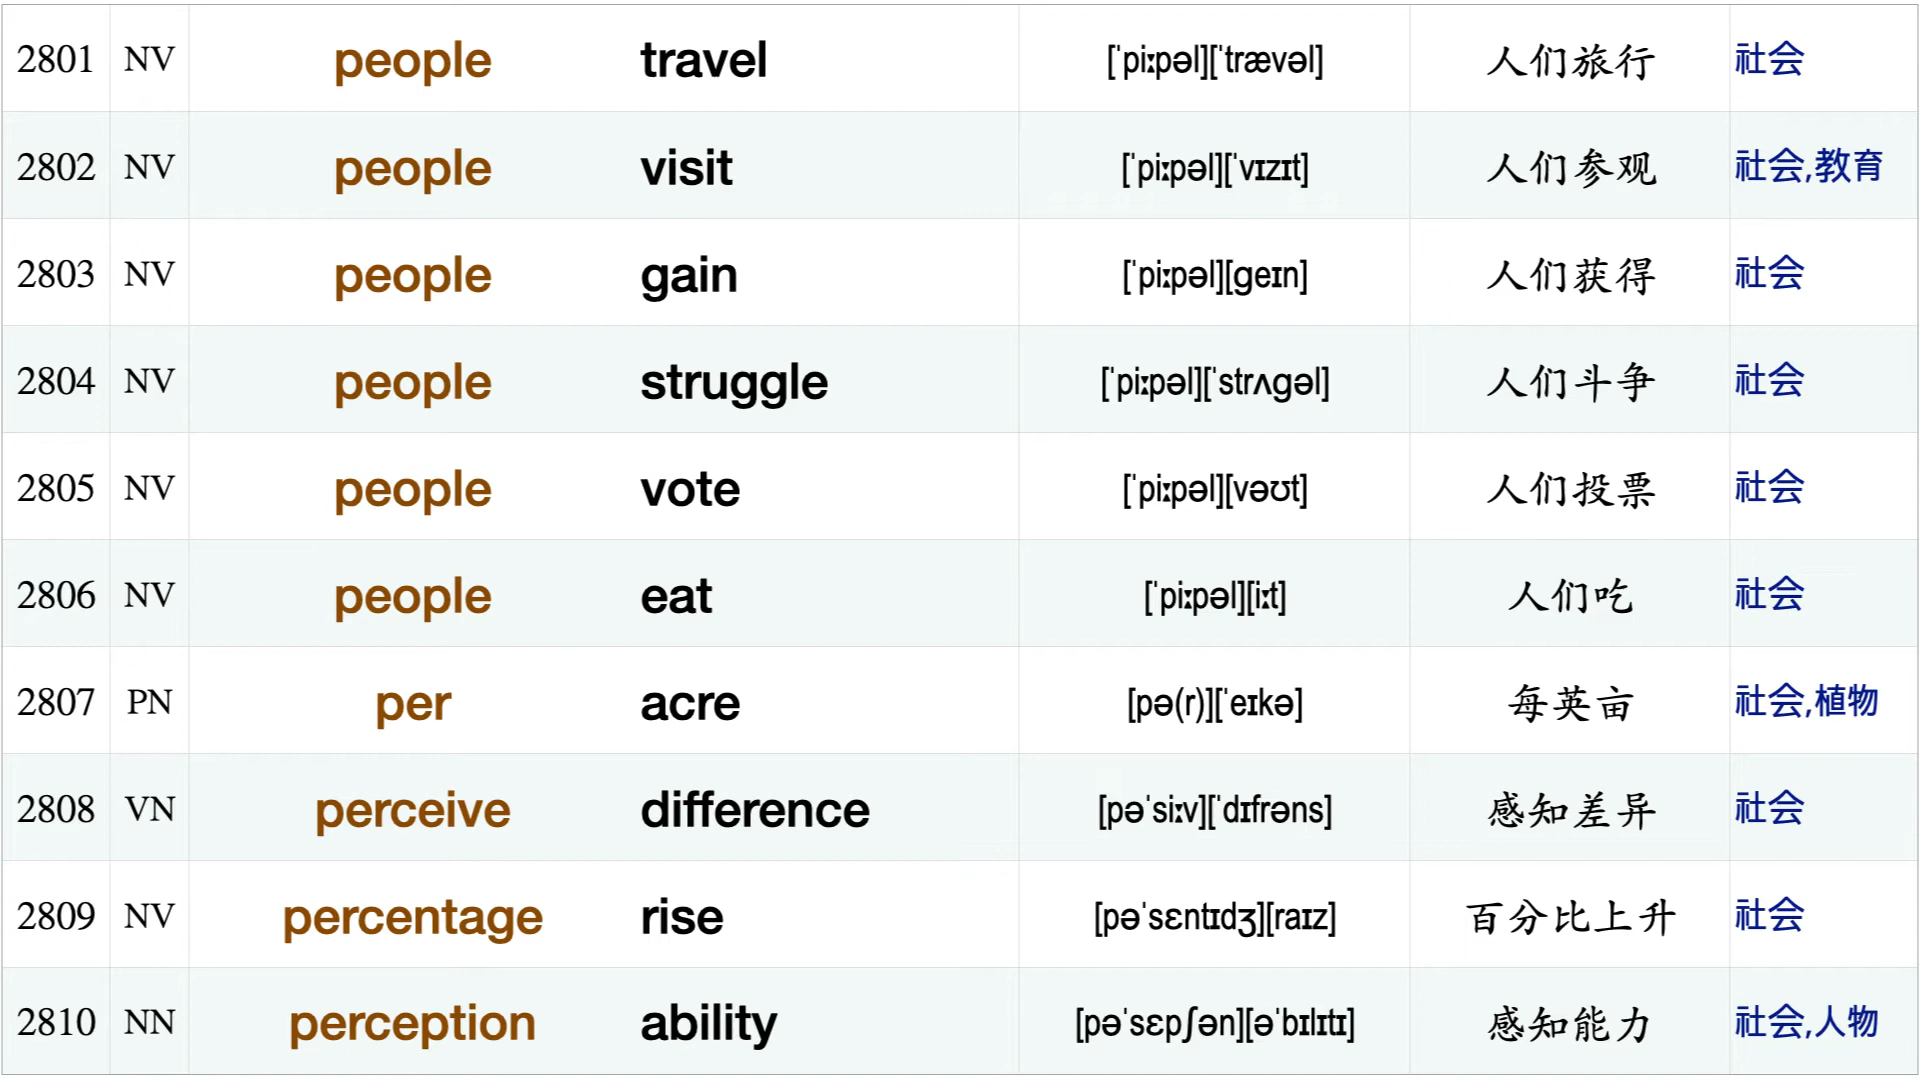 2801 NV people travel [ˈpiːpəl][ˈtrævəl] 人们旅行 社会
2802 NV people visit [ˈpiːpəl][ˈvɪzɪt] 人们参观 社会,教育
2803 NV people gain [ˈpiːpəl][geɪn] 人们获得 社会
2804 NV people struggle [ˈpiːpəl][ˈstrʌgəl] 人们斗争 社会
2805 NV people vote [ˈpiːpəl][vəʊt] 人们投票 社会
2806 NV people eat [ˈpiːpəl][iːt] 人们吃 社会
2807 PN per acre [pə(r)][ˈeɪkə] 每英亩 社会,植物
2808 VN perceive difference [pəˈsiːv][ˈdɪfrəns] 感知差异 社会
2809 NV percentage rise [pəˈsɛntɪdʒ][raɪz] 百分比上升 社会
2810 NN perception ability [pəˈsɛpʃən][əˈbɪlɪtɪ] 感知能力 社会,人物